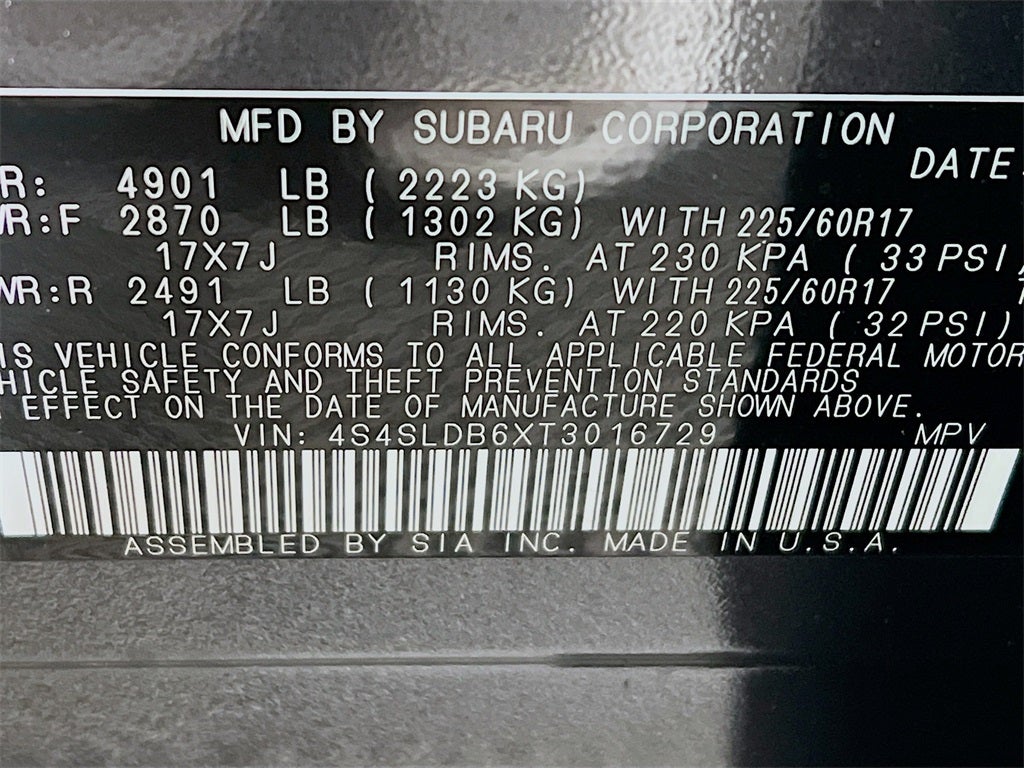 MFD BY SUBARU CORPORATION
DATE:
R: 4901 LB ( 2223 KG)
WR:F 2870 LB ( 1302 KG) WITH 225/60R17
17X7J RIMS. AT 230 KPA ( 33 PSI)
WR:R 2491 LB ( 1130 KG) WITH 225/60R17
17X7J RIMS. AT 220 KPA ( 32 PSI)
IS VEHICLE CONFORMS TO ALL APPLICABLE FEDERAL MOTOR
HICLE SAFETY AND THEFT PREVENTION STANDARDS
EFFECT ON THE DATE OF MANUFACTURE SHOWN ABOVE.
VIN: 4S4SLDB6XT3016729 MPV
ASSEMBLED BY SIA INC. MADE IN U.S.A.